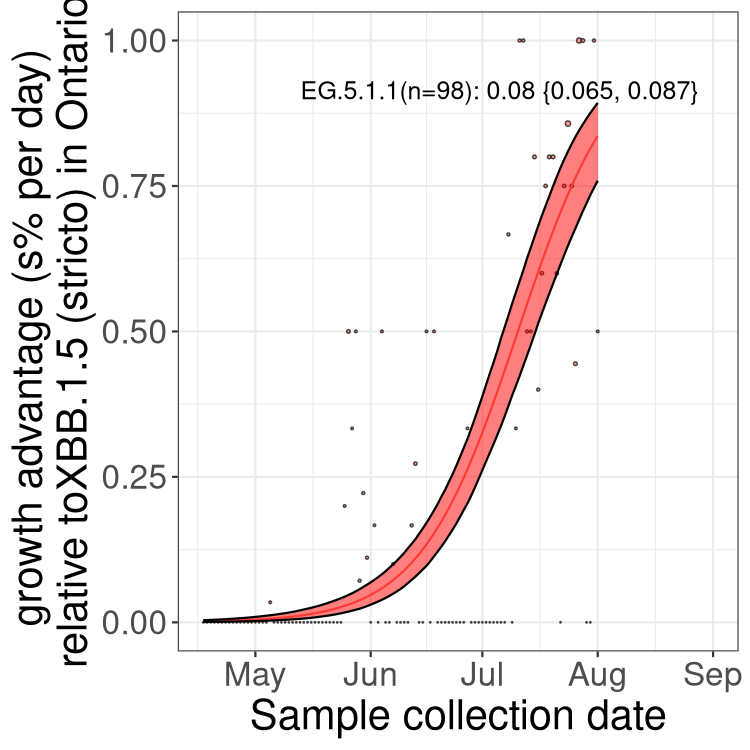 growth advantage (s% per day)
relative toXBB.1.5 (stricto) in Ontario
1.00
0.75
0.50
0.25
0.00
EG.5.1.1(n=98): 0.08 {0.065, 0.087}
May Jun Jul Aug Sep
Sample collection date